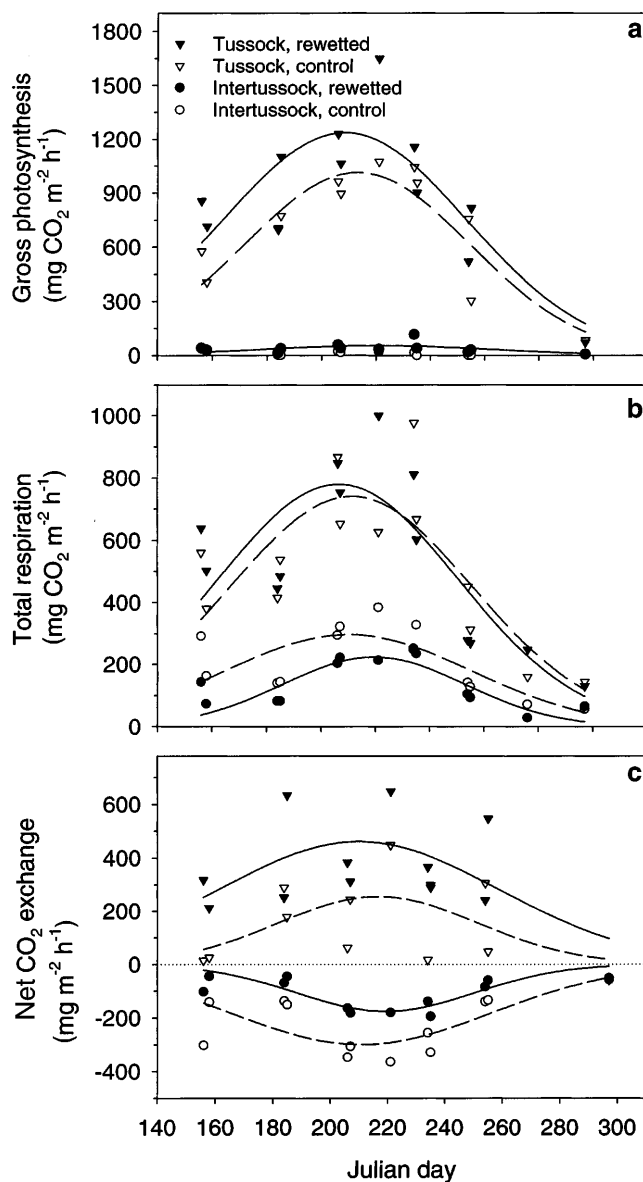 a
Tussock, rewetted
Tussock, control
Intertussock, rewetted
Intertussock, control
Gross photosynthesis
(mg CO₂ m⁻² h⁻¹)
1800
1500
1200
900
600
300
0
b
Total respiration
(mg CO₂ m⁻² h⁻¹)
1000
800
600
400
200
0
c
Net CO₂ exchange
(mg m⁻² h⁻¹)
600
400
200
0
-200
-400
140 160 180 200 220 240 260 280 300
Julian day